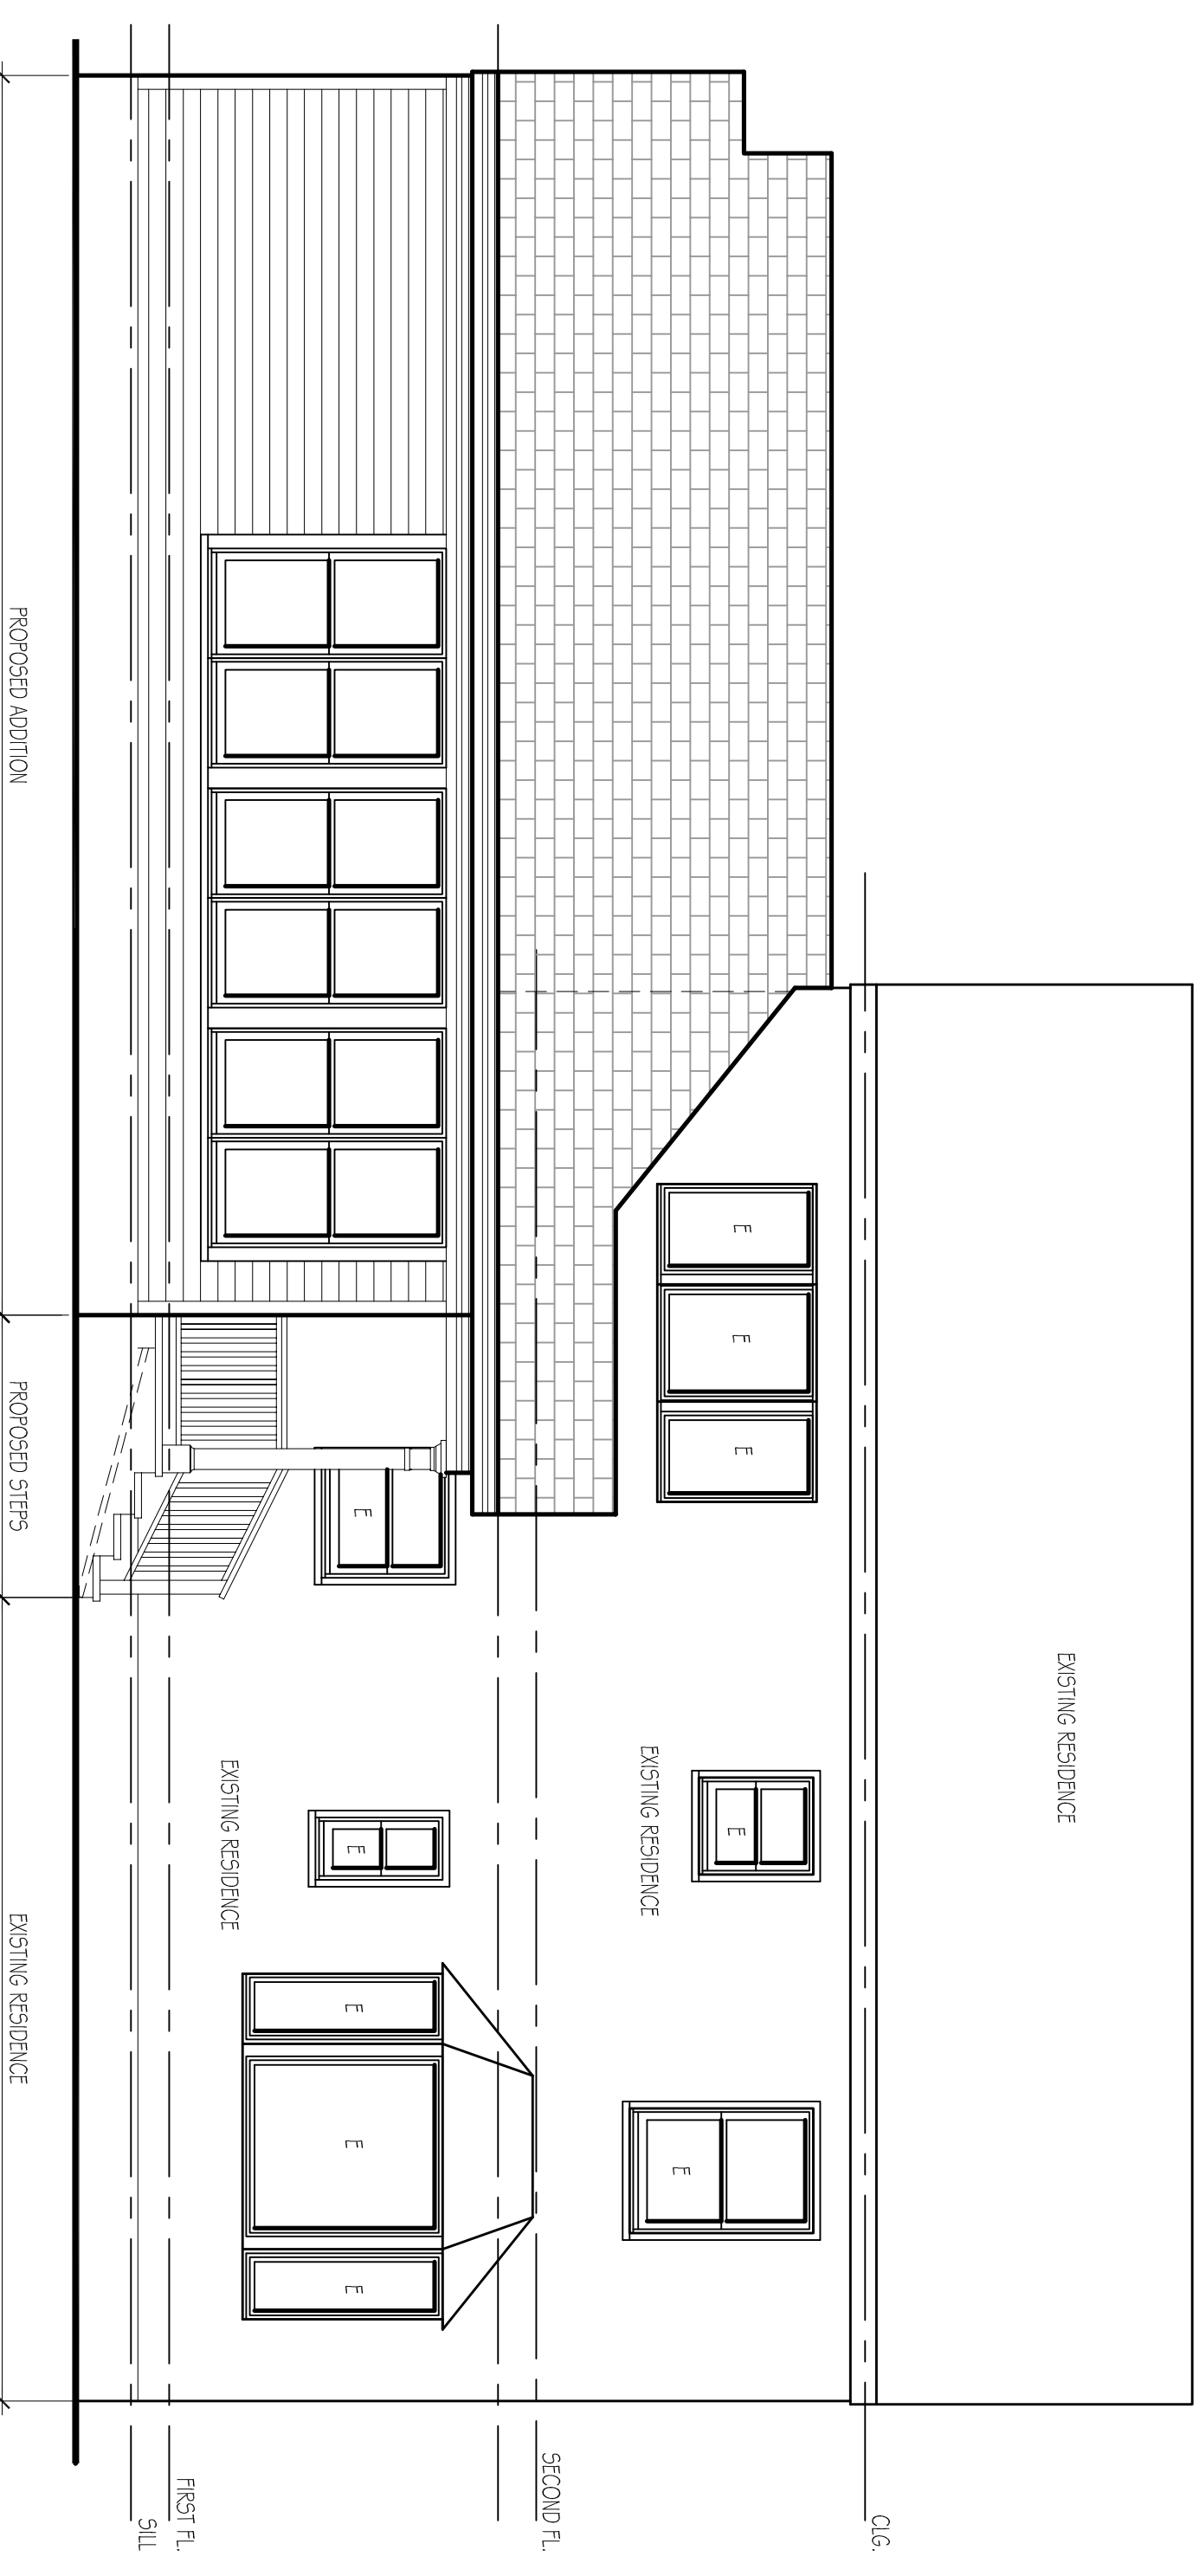 EXISTING RESIDENCE
CLG.
E
E
E
E
E
EXISTING RESIDENCE
SECOND FL.
E
E
E
E
E
EXISTING RESIDENCE
FIRST FL.
SILL
PROPOSED ADDITION
PROPOSED STEPS
EXISTING RESIDENCE